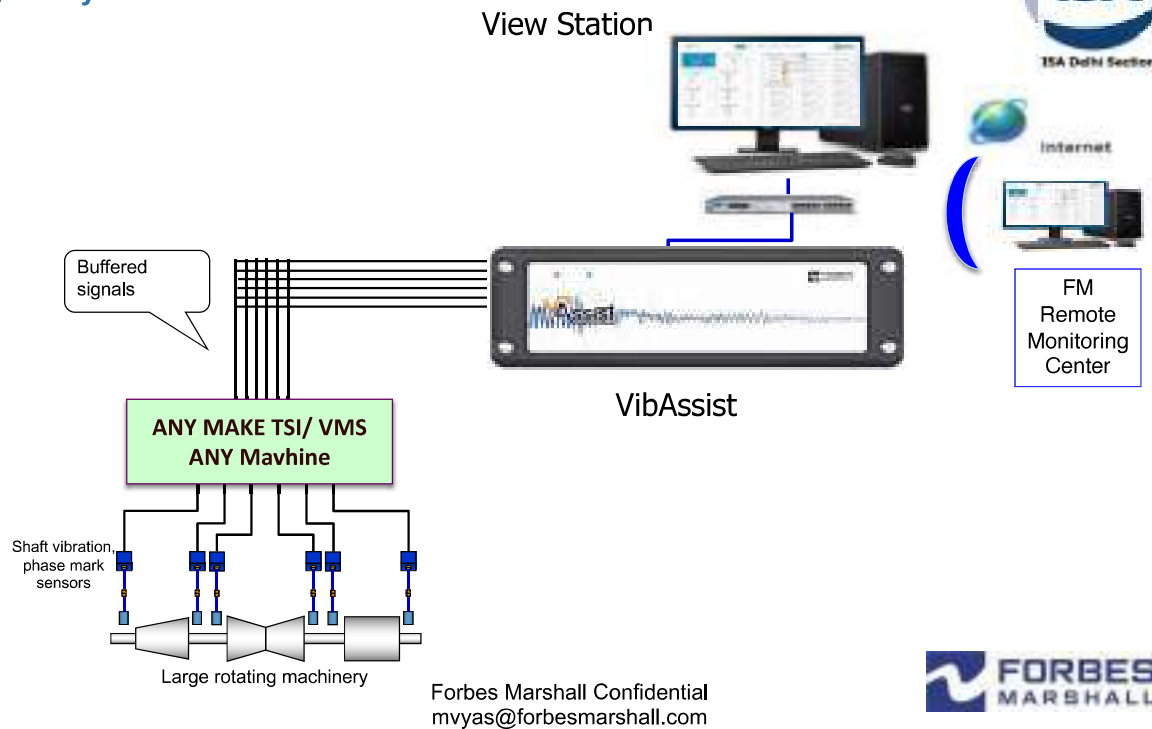 View Station
ISA Delhi Section
Internet
Buffered
signals
Assist
FM
Remote
Monitoring
Center
VibAssist
ANY MAKE TSI/ VMS
ANY Mavhine
Shaft vibration,
phase mark
sensors
Large rotating machinery
Forbes Marshall Confidential
mvyas@forbesmarshall.com
FORBES
MARSHALL